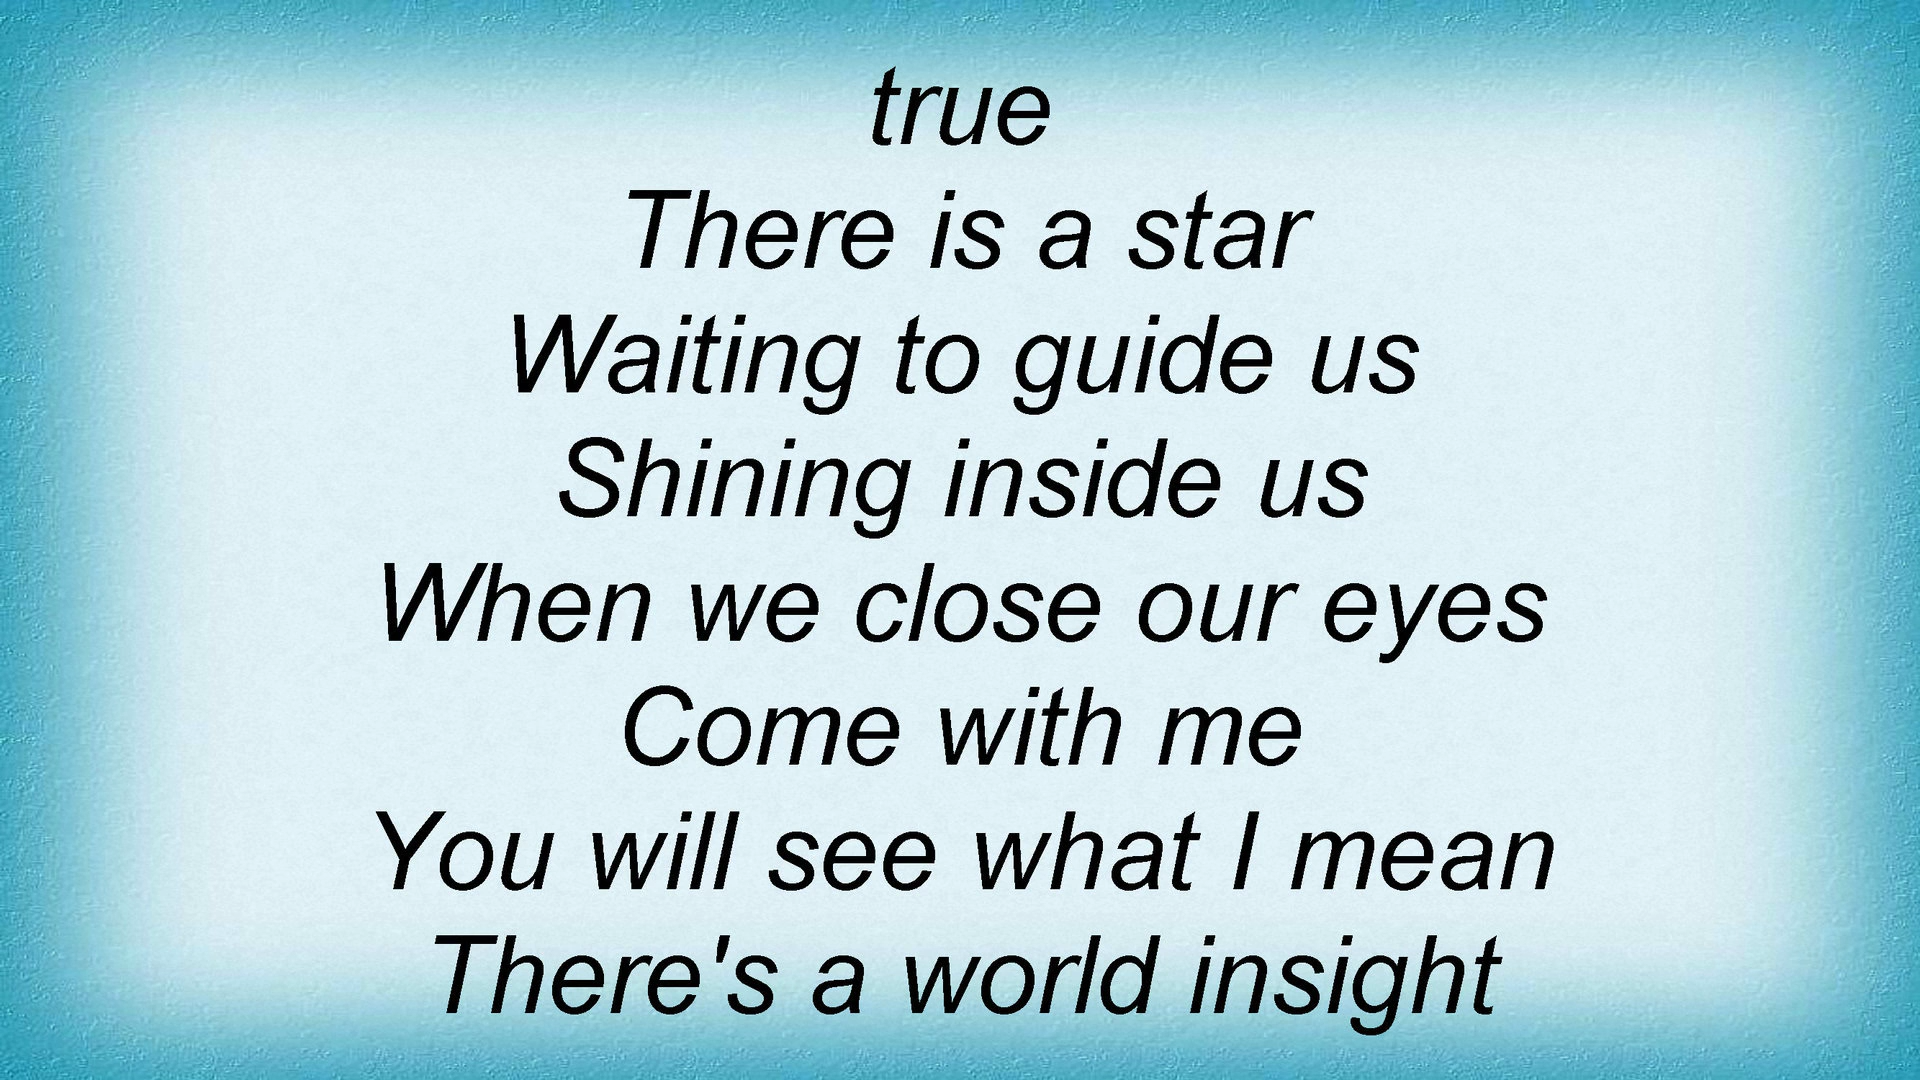 true
There is a star
Waiting to guide us
Shining inside us
When we close our eyes
Come with me
You will see what I mean
There's a world insight